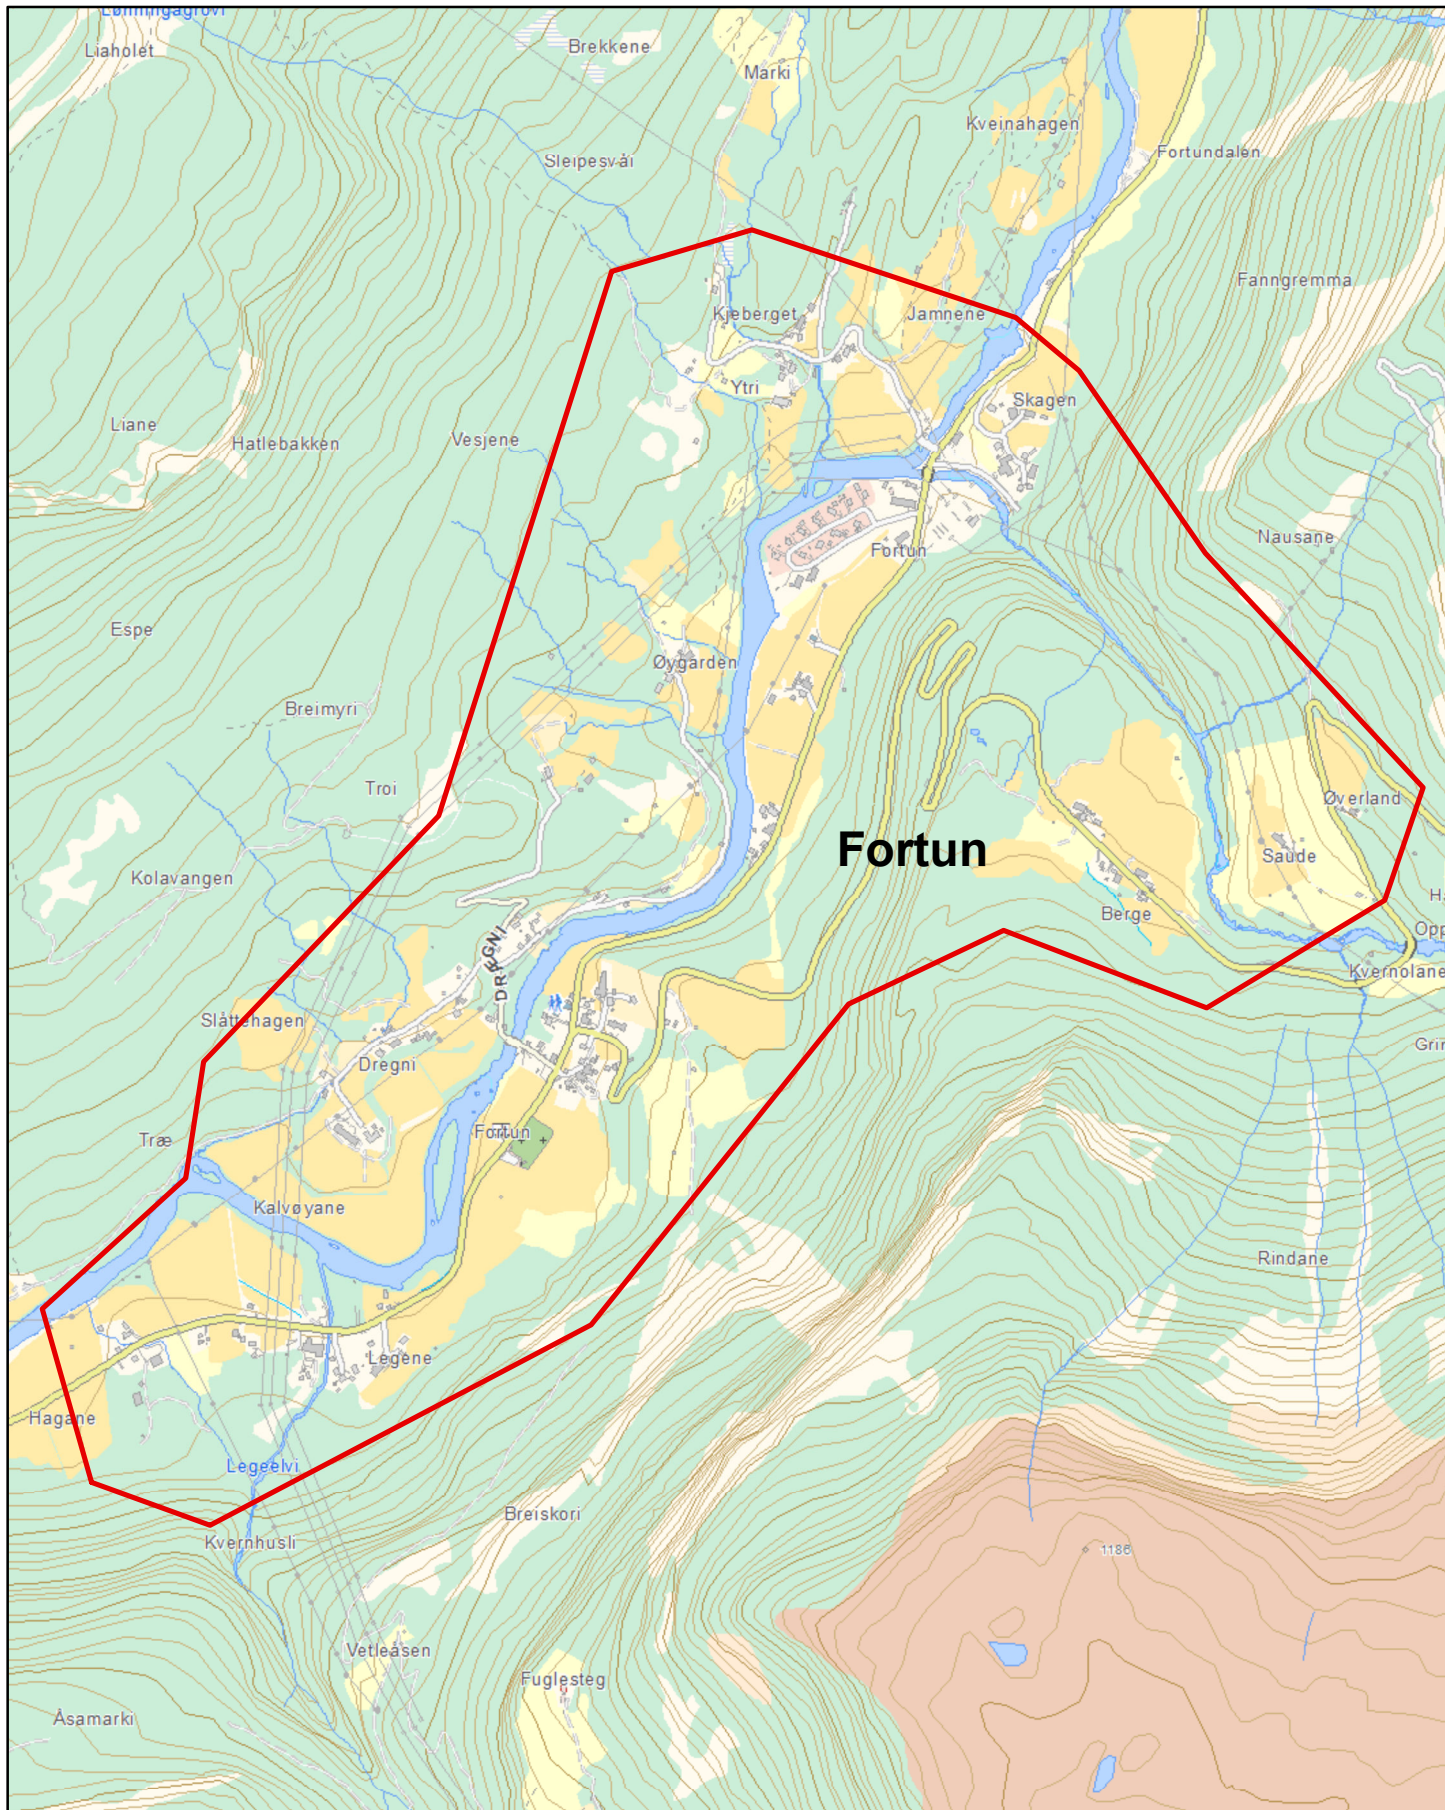 Lønningagrovi
Liaholet
Brekkene
Marki
Kveinahagen
Fortundalen
Sleipesvåi
Fanngremma
Kjeberget
Jamnene
Ytri
Skagen
Liane
Hatlebakken
Vesjene
Nausane
Fortun
Espe
Øygarden
Breimyri
Troi
Øverland
Fortun
Saude
Kolavangen
Berge
DREGNI
Kvernolane
Slåttehagen
Dregni
Træ
Fortun
Kalvøyane
Rindane
Legene
Hagane
Legeelvi
Breiskori
Kvernhusli
1186
Vetleåsen
Fuglesteg
Åsamarki